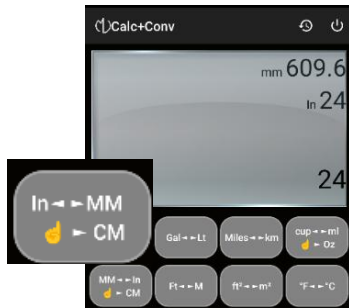 Calc+Conv
mm 609.6
In 24
24
In◄ ►MM
☝ ► CM
Gal◄ ►Lt
Miles◄ ►km
cup◄ ►ml
☝ ► Oz
MM◄ ►In
☝ ► CM
Ft◄ ►M
ft²◄ ►m²
°F◄ ►°C